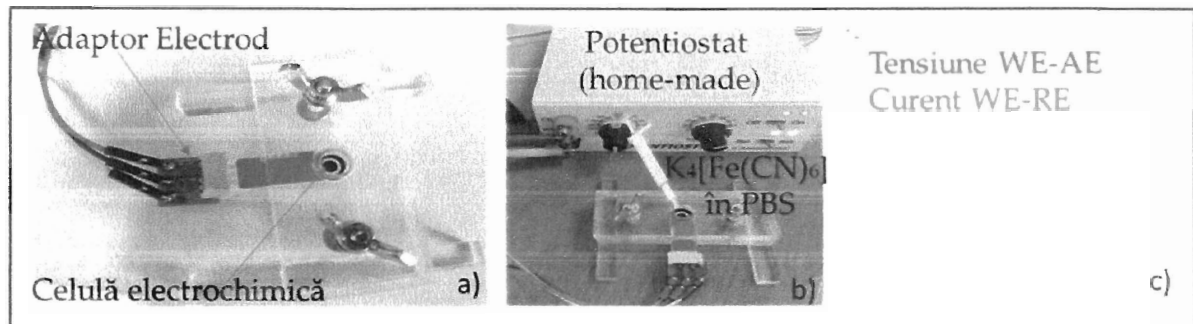 Adaptor Electrod
Celulă electrochimică
a)
Potentiostat
(home-made)
K4[Fe(CN)6]
în PBS
b)
Tensiune WE-AE
Curent WE-RE
c)